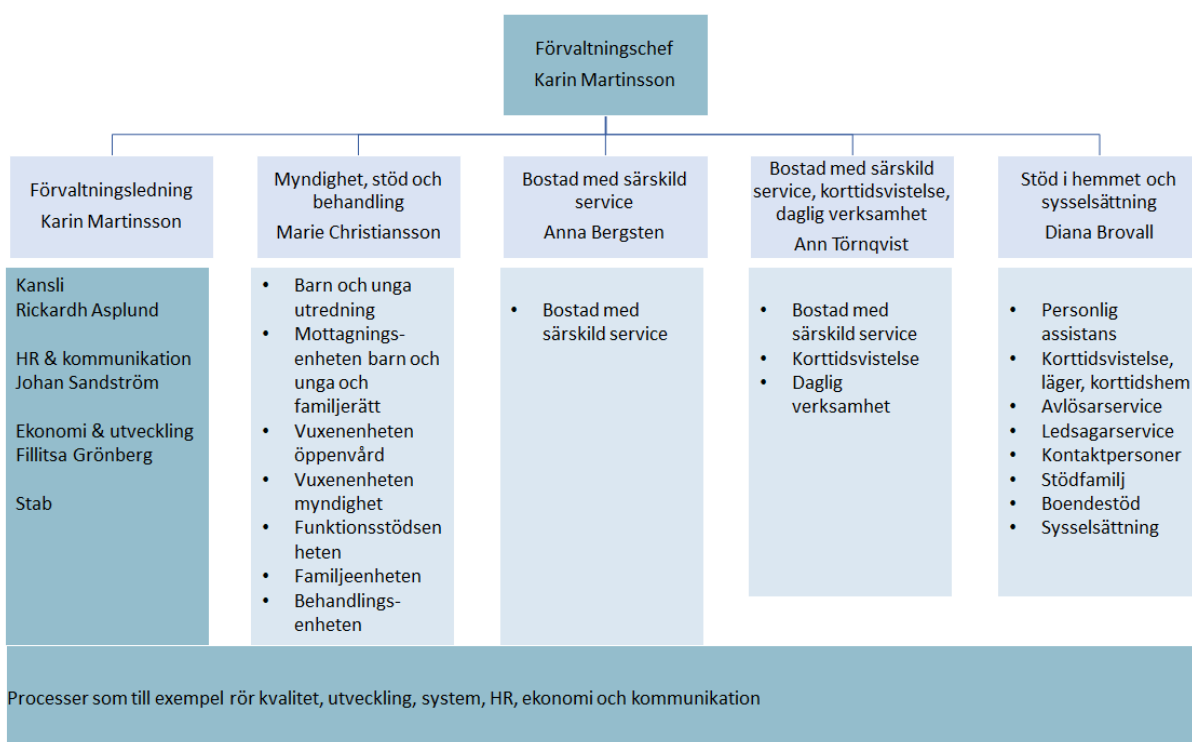 Förvaltningschef
Karin Martinsson
Förvaltningsledning
Karin Martinsson
Myndighet, stöd och
behandling
Marie Christiansson
Bostad med särskild
service
Anna Bergsten
Bostad med särskild
service, korttidsvistelse,
daglig verksamhet
Ann Törnqvist
Stöd i hemmet och
sysselsättning
Diana Brovall
Kansli
Rickardh Asplund
HR & kommunikation
Johan Sandström
Ekonomi & utveckling
Fillitsa Grönberg
Stab
• Barn och unga
utredning
• Mottagnings-
enheten barn och
unga och
familjerätt
• Vuxenenheten
öppenvård
• Vuxenenheten
myndighet
• Funktionsstödsen
heten
• Familjeenheten
• Behandlings-
enheten
• Bostad med
särskild service
• Bostad med
särskild service
• Korttidsvistelse
• Daglig
verksamhet
• Personlig
assistans
• Korttidsvistelse,
läger, korttidshem
• Avlösarservice
• Ledsagarservice
• Kontaktpersoner
• Stödfamilj
• Boendestöd
• Sysselsättning
Processer som till exempel rör kvalitet, utveckling, system, HR, ekonomi och kommunikation